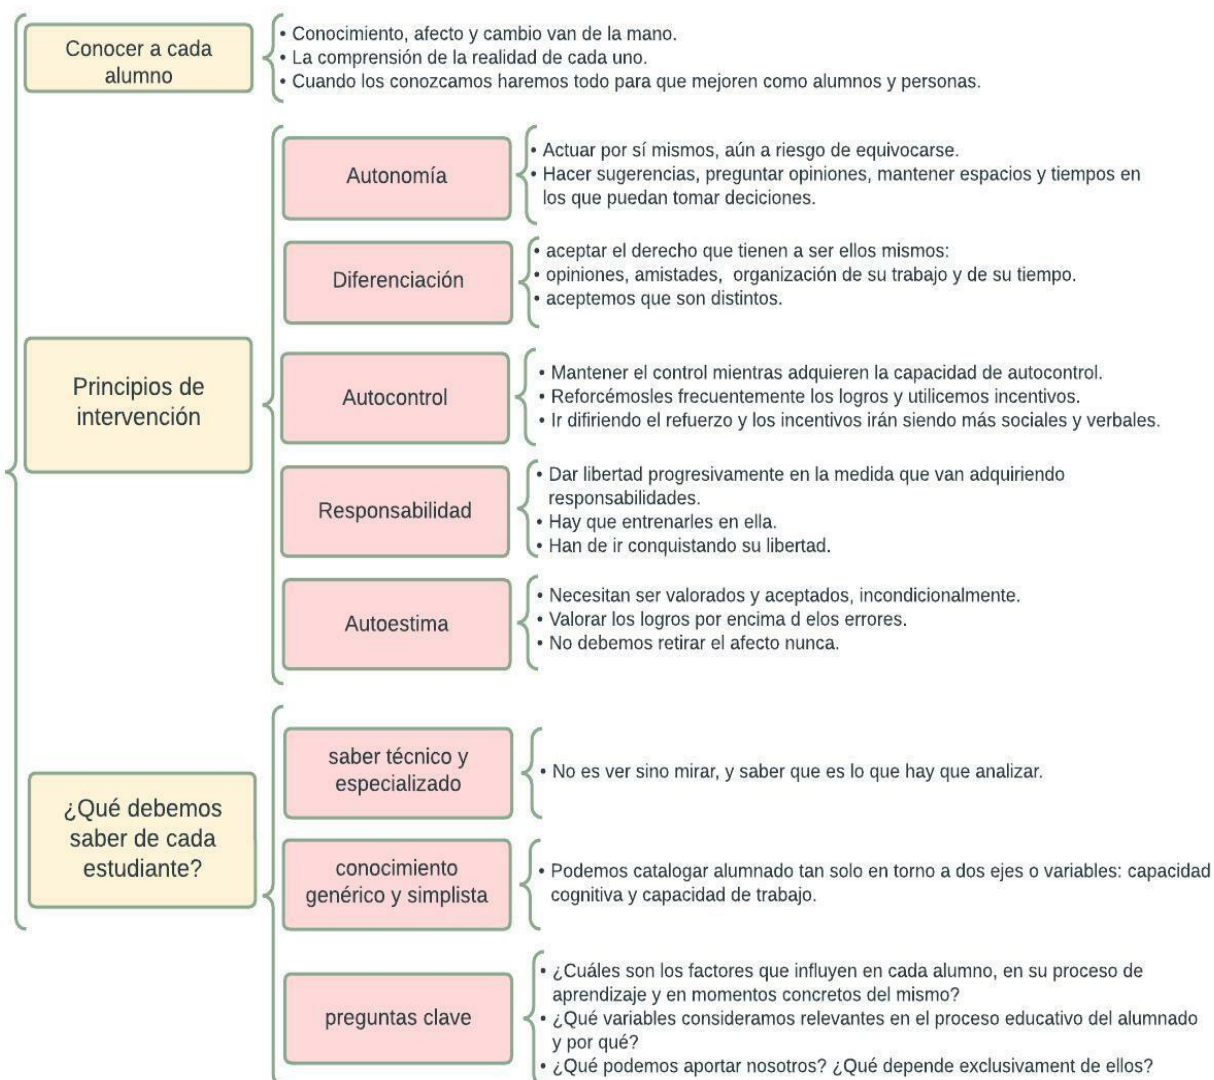 Conocer a cada
alumno
• Conocimiento, afecto y cambio van de la mano.
• La comprensión de la realidad de cada uno.
• Cuando los conozcamos haremos todo para que mejoren como alumnos y personas.
Principios de
intervención
Autonomía
• Actuar por sí mismos, aún a riesgo de equivocarse.
• Hacer sugerencias, preguntar opiniones, mantener espacios y tiempos en
los que puedan tomar deciciones.
Diferenciación
• aceptar el derecho que tienen a ser ellos mismos:
• opiniones, amistades, organización de su trabajo y de su tiempo.
• aceptemos que son distintos.
Autocontrol
• Mantener el control mientras adquieren la capacidad de autocontrol.
• Reforcémosles frecuentemente los logros y utilicemos incentivos.
• Ir difiriendo el refuerzo y los incentivos irán siendo más sociales y verbales.
Responsabilidad
• Dar libertad progresivamente en la medida que van adquiriendo
responsabilidades.
• Hay que entrenarles en ella.
• Han de ir conquistando su libertad.
Autoestima
• Necesitan ser valorados y aceptados, incondicionalmente.
• Valorar los logros por encima d elos errores.
• No debemos retirar el afecto nunca.
¿Qué debemos
saber de cada
estudiante?
saber técnico y
especializado
• No es ver sino mirar, y saber que es lo que hay que analizar.
conocimiento
genérico y simplista
• Podemos catalogar alumnado tan solo en torno a dos ejes o variables: capacidad
cognitiva y capacidad de trabajo.
preguntas clave
• ¿Cuáles son los factores que influyen en cada alumno, en su proceso de
aprendizaje y en momentos concretos del mismo?
• ¿Qué variables consideramos relevantes en el proceso educativo del alumnado
y por qué?
• ¿Qué podemos aportar nosotros? ¿Qué depende exclusivament de ellos?